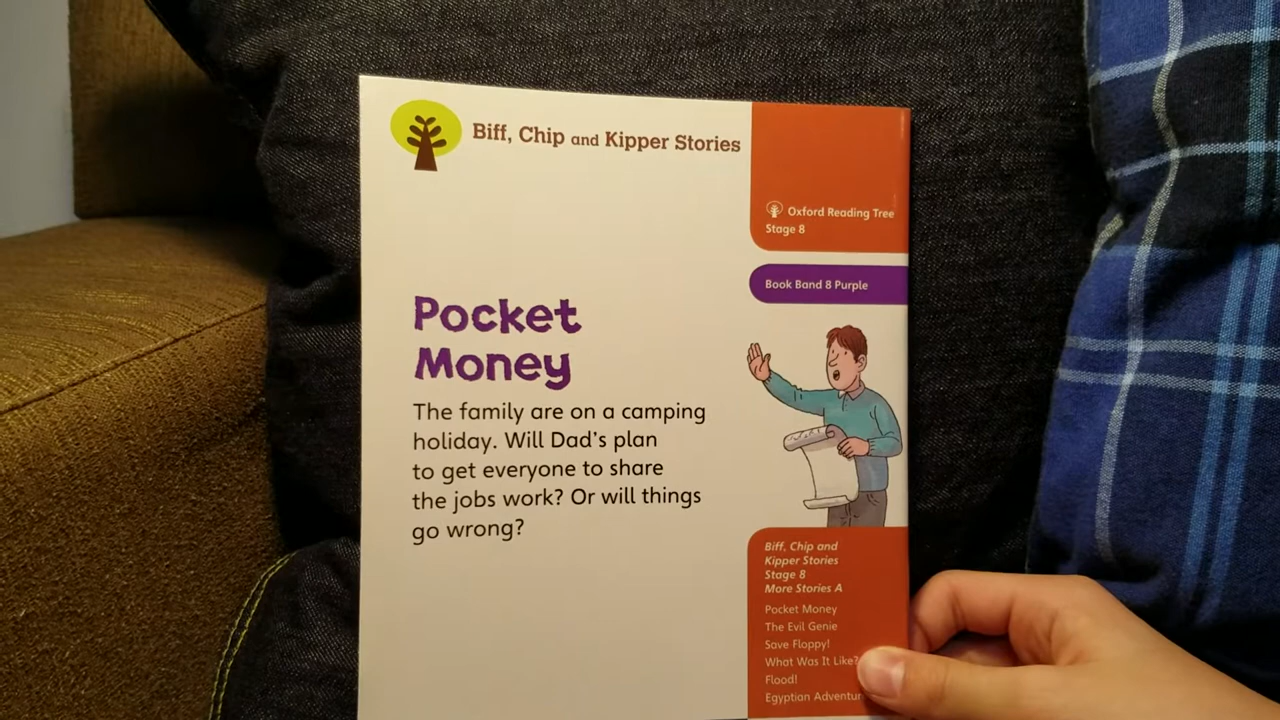 Biff, Chip and Kipper Stories
Oxford Reading Tree
Stage 8
Book Band 8 Purple
Pocket
Money
The family are on a camping
holiday. Will Dad's plan
to get everyone to share
the jobs work? Or will things
go wrong?
Biff, Chip and
Kipper Stories
Stage 8
More Stories A
Pocket Money
The Evil Genie
Save Floppy!
What Was It Like?
Flood!
Egyptian